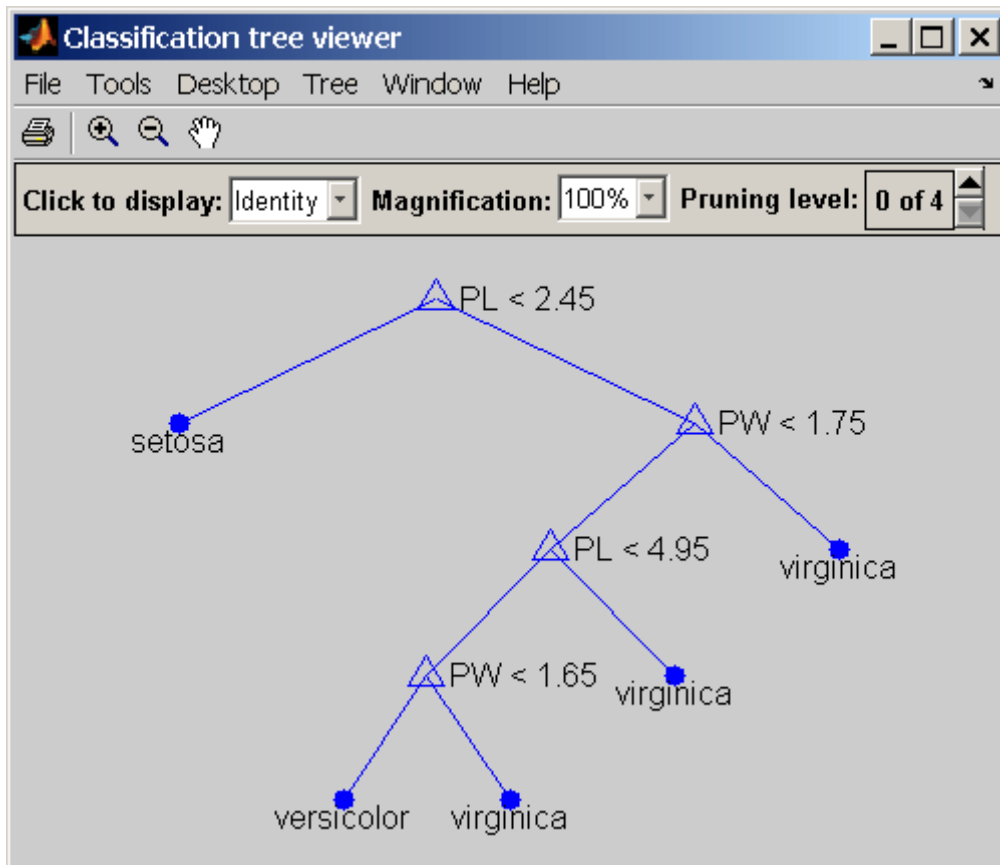 Classification tree viewer
File Tools Desktop Tree Window Help
Click to display: Identity Magnification: 100% Pruning level: 0 of 4
PL < 2.45
setosa
PW < 1.75
PL < 4.95
virginica
PW < 1.65
virginica
versicolor virginica